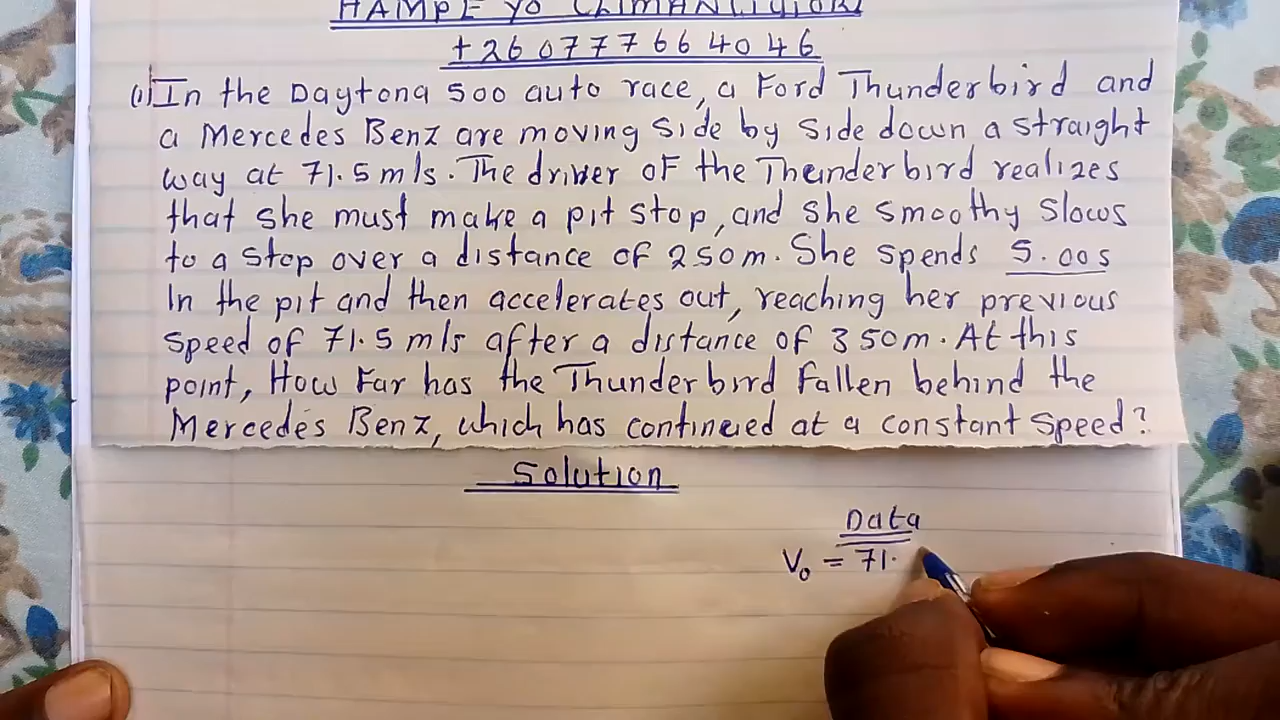 HAMPE YO
+260777664046
(1) In the Daytona 500 auto race, a Ford Thunderbird and
a Mercedes Benz are moving side by side down a straight
way at 71.5 m/s. The driver of the Thunderbird realizes
that she must make a pit stop, and she smoothy slows
to a stop over a distance of 250m. She spends 5.00s
In the pit and then accelerates out, reaching her previous
speed of 71.5 m/s after a distance of 350m. At this
point, How Far has the Thunderbird fallen behind the
Mercedes Benz, which has continued at a constant speed?
Solution
Data
V₀ = 71.